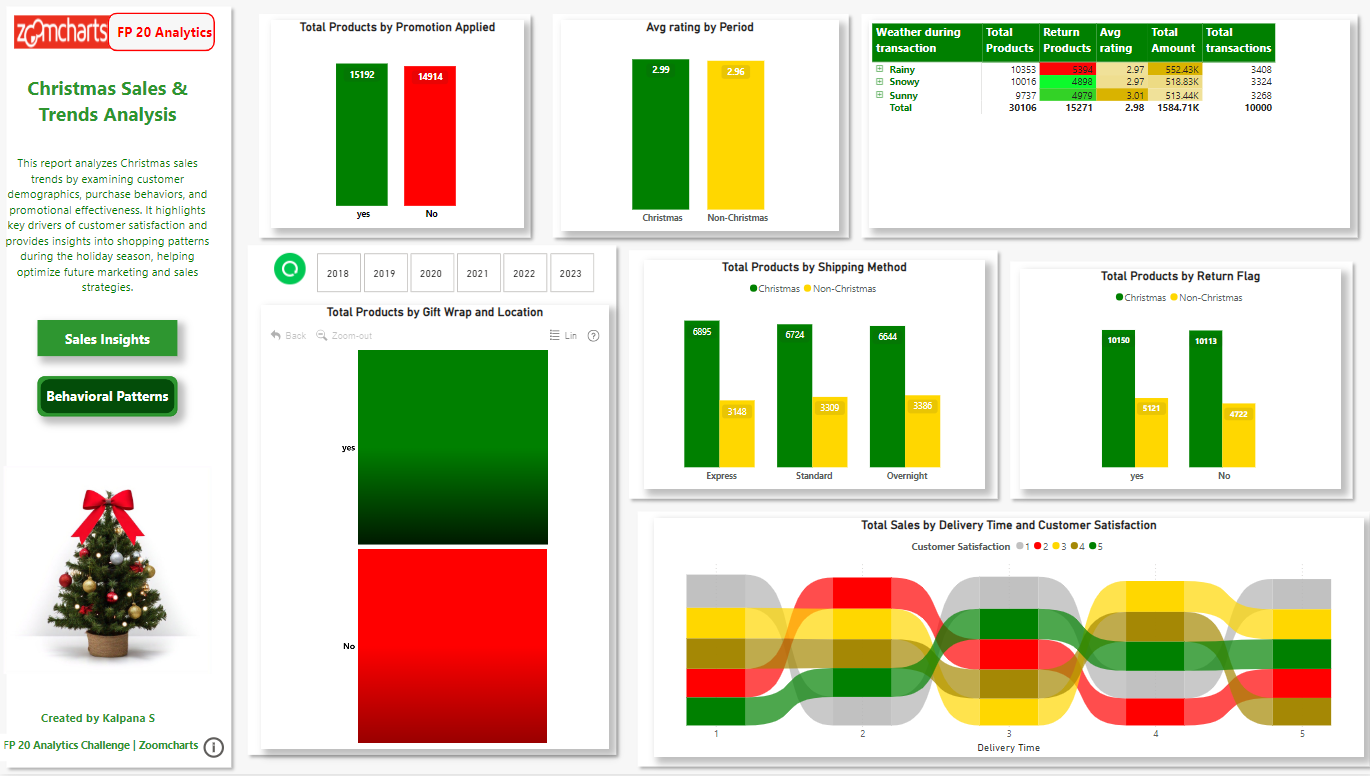 zoomcharts
FP 20 Analytics
Christmas Sales &
Trends Analysis
This report analyzes Christmas sales
trends by examining customer
demographics, purchase behaviors, and
promotional effectiveness. It highlights
key drivers of customer satisfaction and
provides insights into shopping patterns
during the holiday season, helping
optimize future marketing and sales
strategies.
Sales Insights
Behavioral Patterns
Created by Kalpana S
FP 20 Analytics Challenge | Zoomcharts
Total Products by Promotion Applied
15192
14914
yes
No
Avg rating by Period
2.99
2.96
Christmas
Non-Christmas
Weather during transaction Total Products Return Products Avg rating Total Amount Total transactions
Rainy 10353 5394 2.97 552.43K 3408
Snowy 10016 4898 2.97 518.83K 3324
Sunny 9737 4979 3.01 513.44K 3268
Total 30106 15271 2.98 1584.71K 10000
2018 2019 2020 2021 2022 2023
Total Products by Gift Wrap and Location
Back Zoom-out Lin ?
yes
No
Total Products by Shipping Method
Christmas Non-Christmas
6895 6724 6644
3148 3309 3386
Express Standard Overnight
Total Products by Return Flag
Christmas Non-Christmas
10150 10113
5121 4722
yes No
Total Sales by Delivery Time and Customer Satisfaction
Customer Satisfaction 1 2 3 4 5
1 2 3 4 5
Delivery Time